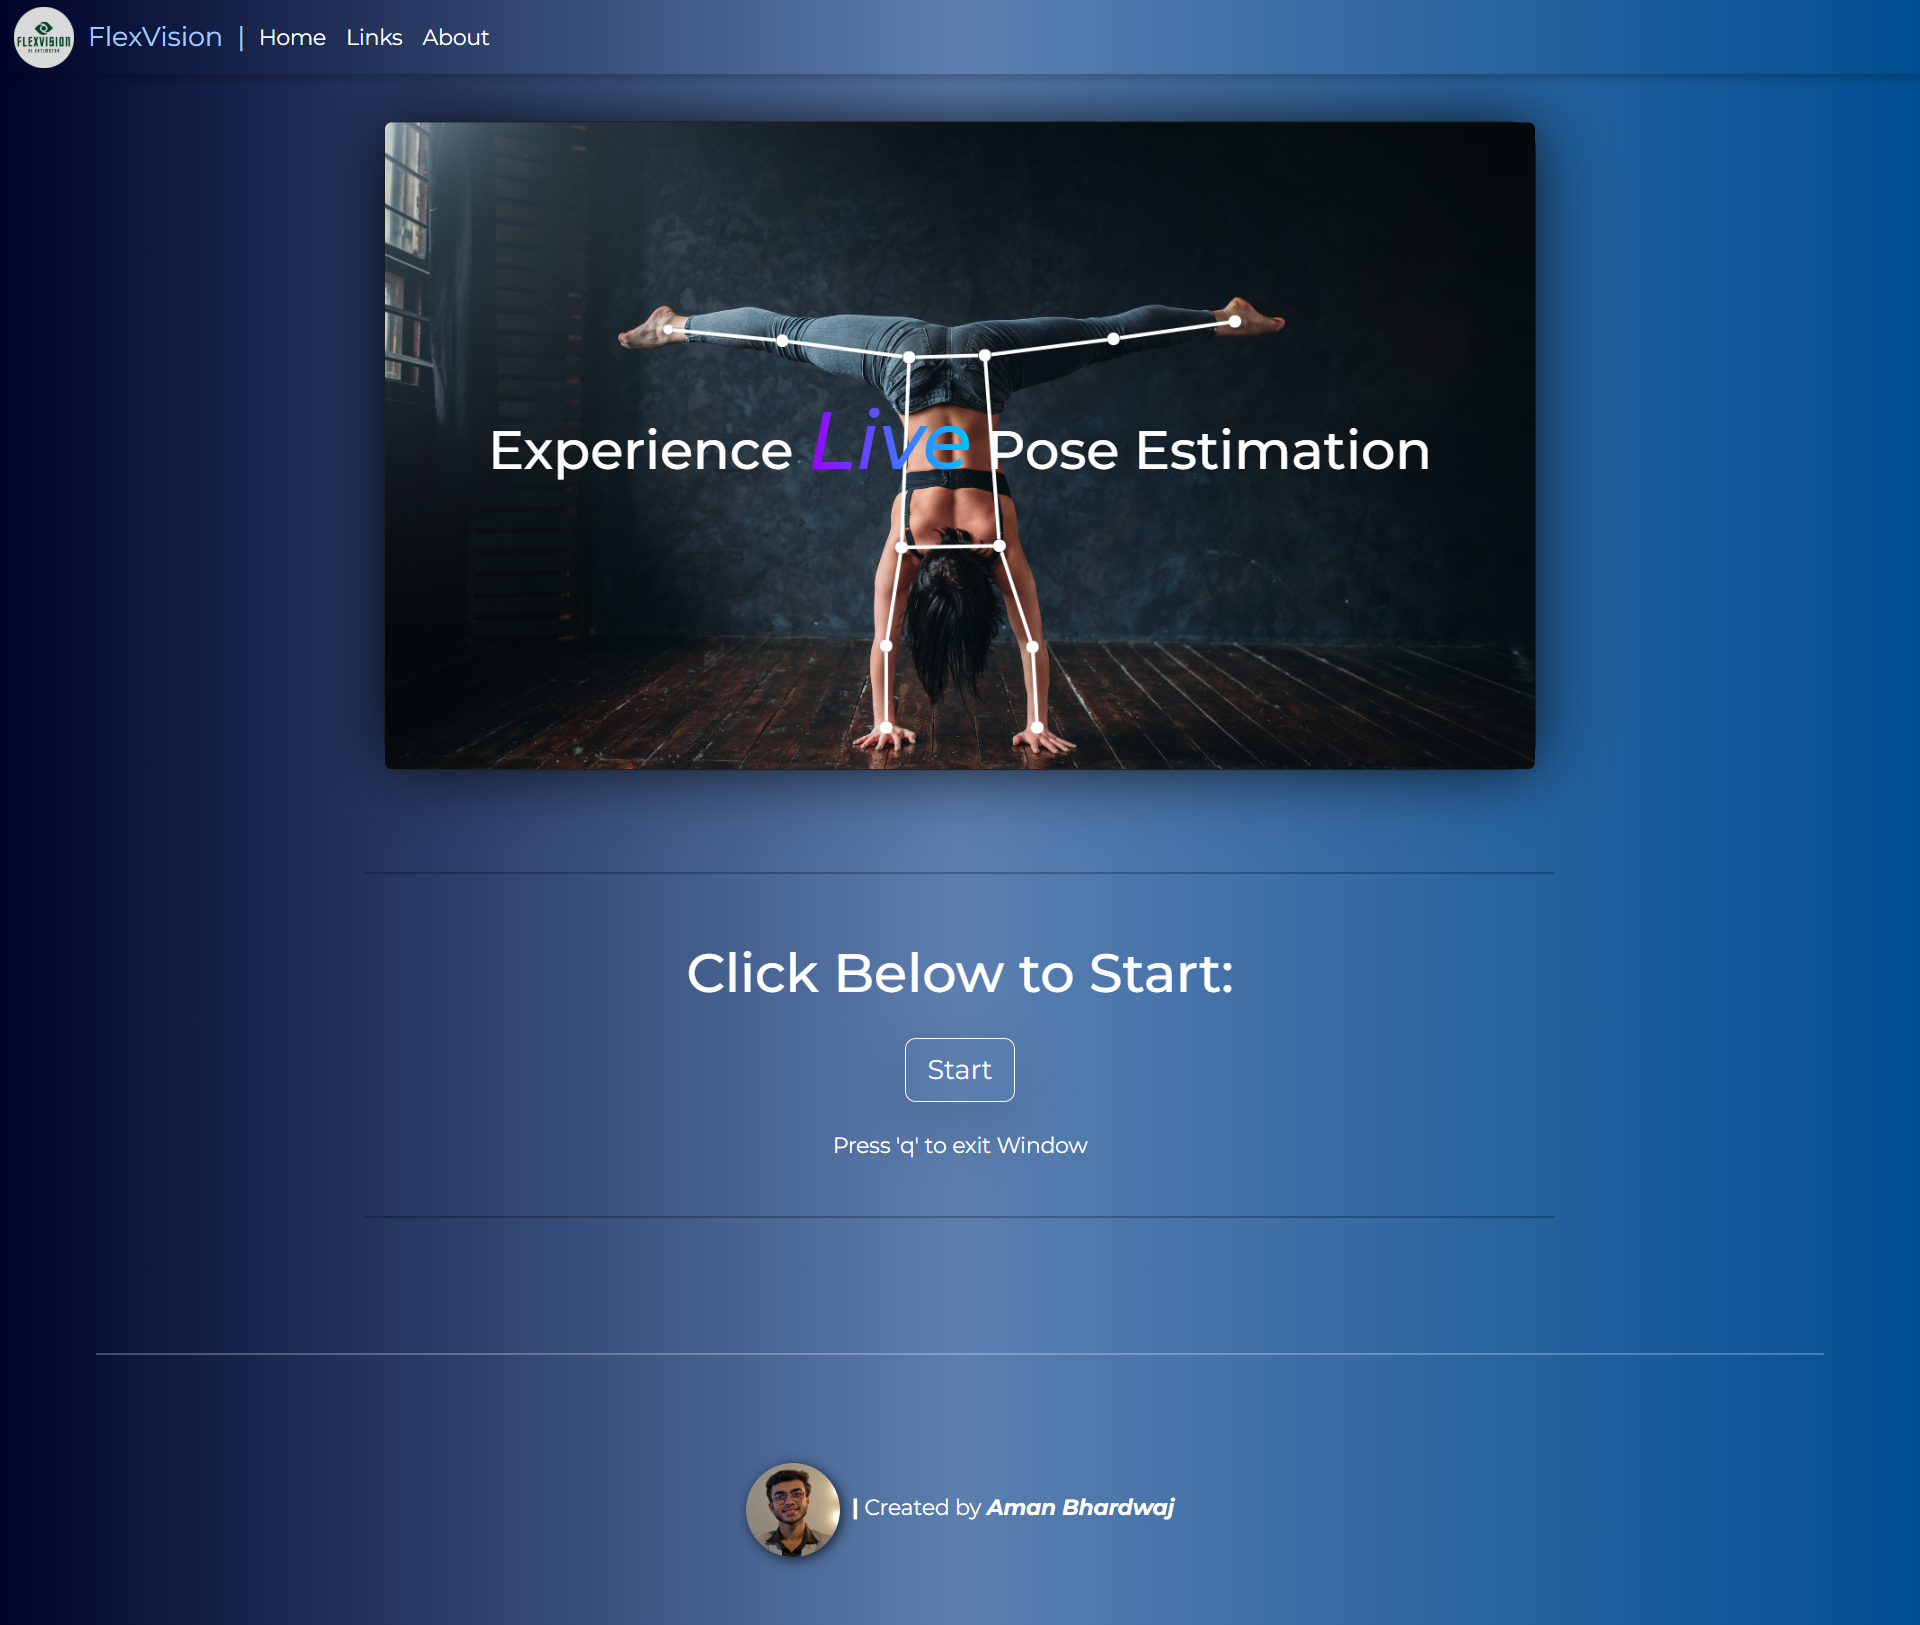 FLEXVISION
FlexVision | Home Links About
Experience Live Pose Estimation
Click Below to Start:
Start
Press 'q' to exit Window
| Created by Aman Bhardwaj